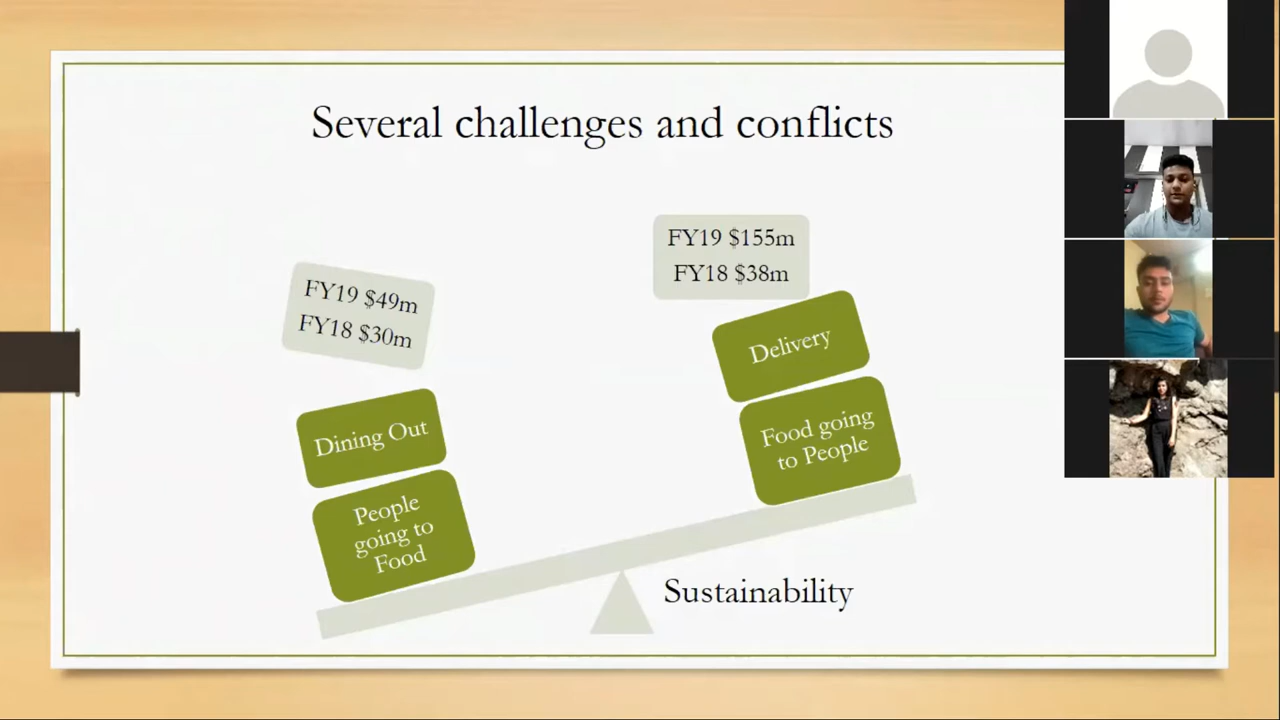 Several challenges and conflicts
FY19 $49m
FY18 $30m
Dining Out
People
going to
Food
FY19 $155m
FY18 $38m
Delivery
Food going
to People
Sustainability